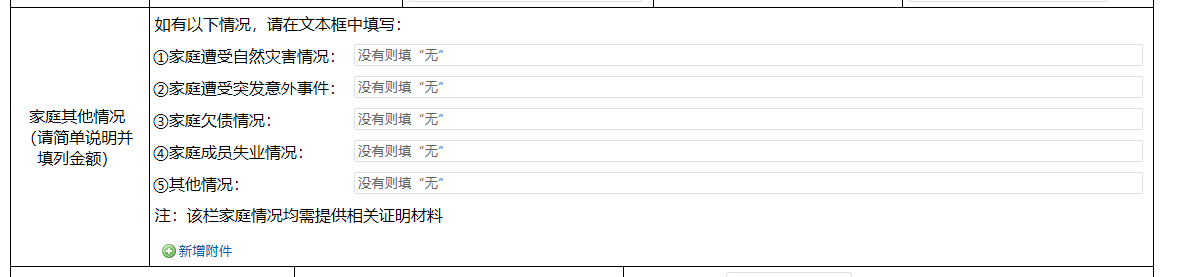 如有以下情况，请在文本框中填写：
①家庭遭受自然灾害情况： 没有则填“无”
②家庭遭受突发意外事件： 没有则填“无”
家庭其他情况
（请简单说明并
填列金额）
③家庭欠债情况： 没有则填“无”
④家庭成员失业情况： 没有则填“无”
⑤其他情况： 没有则填“无”
注：该栏家庭情况均需提供相关证明材料
新增附件